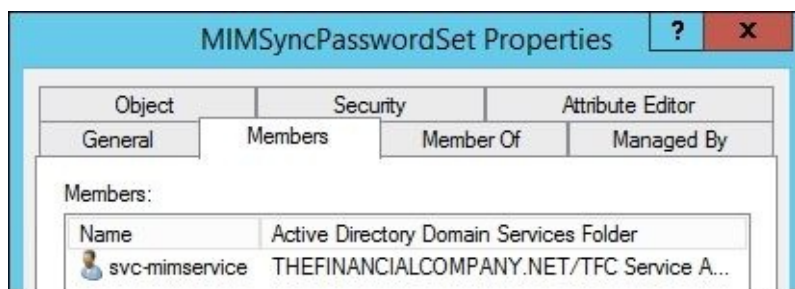 MIMSyncPasswordSet Properties ? x
Object Security Attribute Editor
General Members Member Of Managed By
Members:
Name Active Directory Domain Services Folder
svc-mimservice THEFINANCIALCOMPANY.NET/TFC Service A...